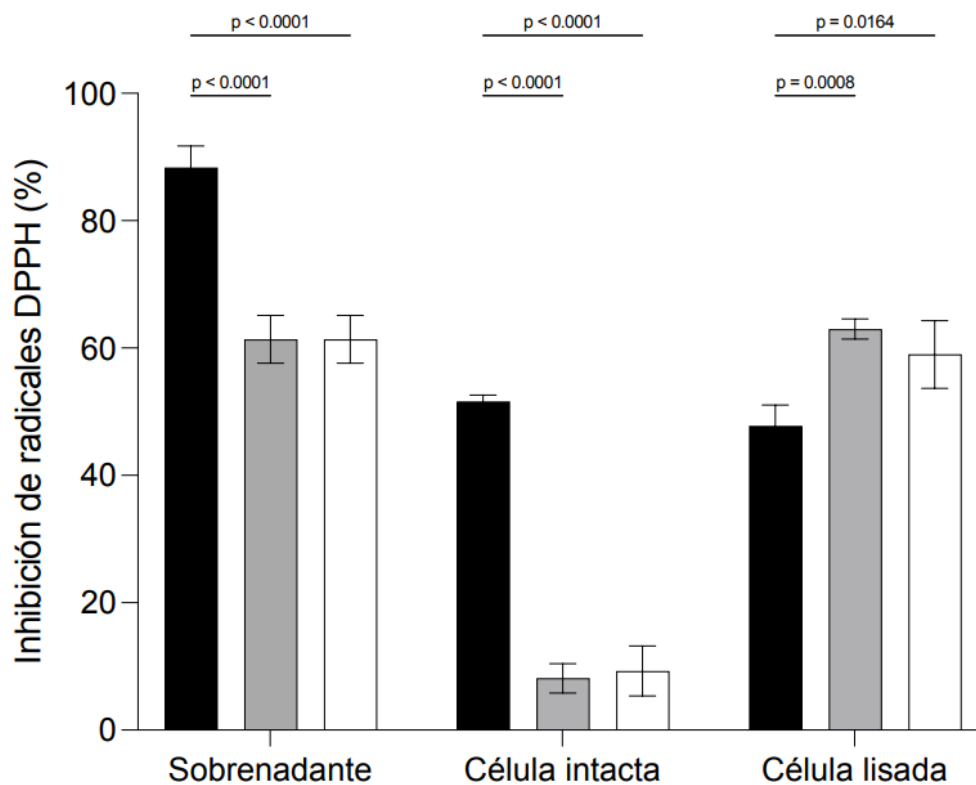 p < 0.0001
p < 0.0001
p = 0.0164
p < 0.0001
p < 0.0001
p = 0.0008
Inhibición de radicales DPPH (%)
100
80
60
40
20
0
Sobrenadante
Célula intacta
Célula lisada